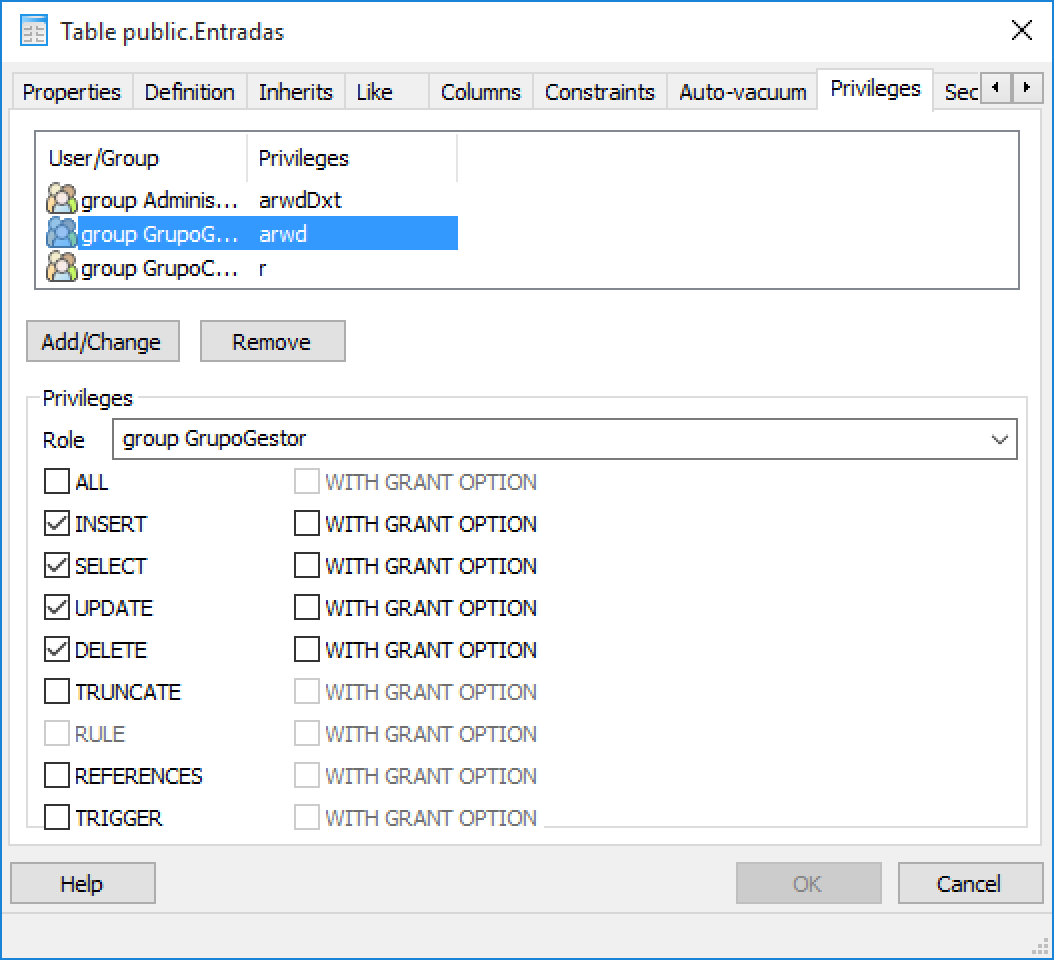 Table public.Entradas
Properties Definition Inherits Like Columns Constraints Auto-vacuum Privileges Sec
User/Group Privileges
group Adminis... arwdDxt
group GrupoG... arwd
group GrupoC... r
Add/Change Remove
Privileges
Role group GrupoGestor
ALL WITH GRANT OPTION
INSERT WITH GRANT OPTION
SELECT WITH GRANT OPTION
UPDATE WITH GRANT OPTION
DELETE WITH GRANT OPTION
TRUNCATE WITH GRANT OPTION
RULE WITH GRANT OPTION
REFERENCES WITH GRANT OPTION
TRIGGER WITH GRANT OPTION
Help OK Cancel